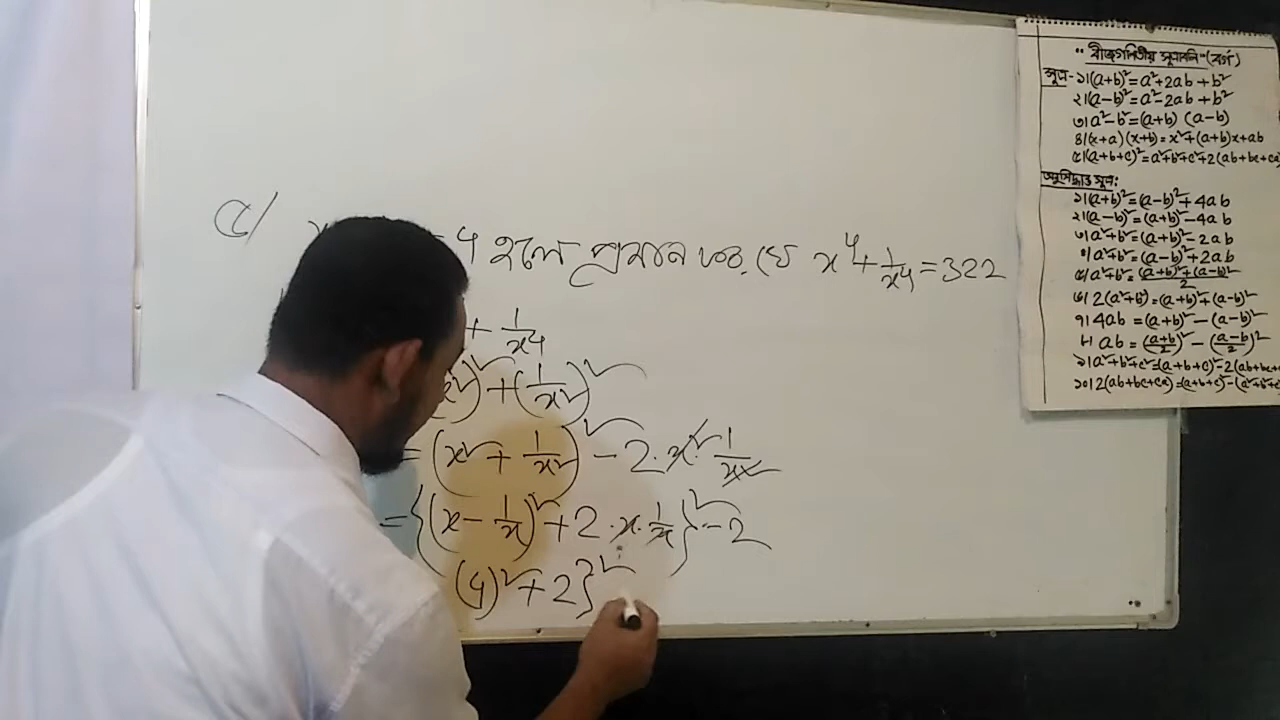 ৫/ x = 4 হলে প্রমান কর যে x⁴ + 1/x⁴ = 322
+ 1/x⁴
x²)² + (1/x²)²
= (x² + 1/x²)² - 2·x²·1/x²
= {(x - 1/x)² + 2·x·1/x}² - 2
(4)² + 2}²
"বীজগণিতীয় সূত্রাবলি" (বর্গ)
সূত্র- ১। (a+b)² = a²+2ab+b²
২। (a-b)² = a²-2ab+b²
৩। a²-b² = (a+b) (a-b)
৪। (x+a) (x+b) = x²+(a+b)x+ab
৫। (a+b+c)² = a²+b²+c²+2(ab+bc+ca)
অনুসিদ্ধান্ত সূত্র:
১। (a+b)² = (a-b)²+4ab
২। (a-b)² = (a+b)²-4ab
৩। a²+b² = (a+b)²-2ab
৪। a²+b² = (a-b)²+2ab
৫। a²+b² = (a+b)²+(a-b)²/2
৬। 2(a²+b²) = (a+b)²+(a-b)²
৭। 4ab = (a+b)² - (a-b)²
৮। ab = (a+b/2)² - (a-b/2)²
৯। a²+b²+c² = (a+b+c)²-2(ab+bc+
১০। 2(ab+bc+ca) = (a+b+c)²-(a²+b²+c